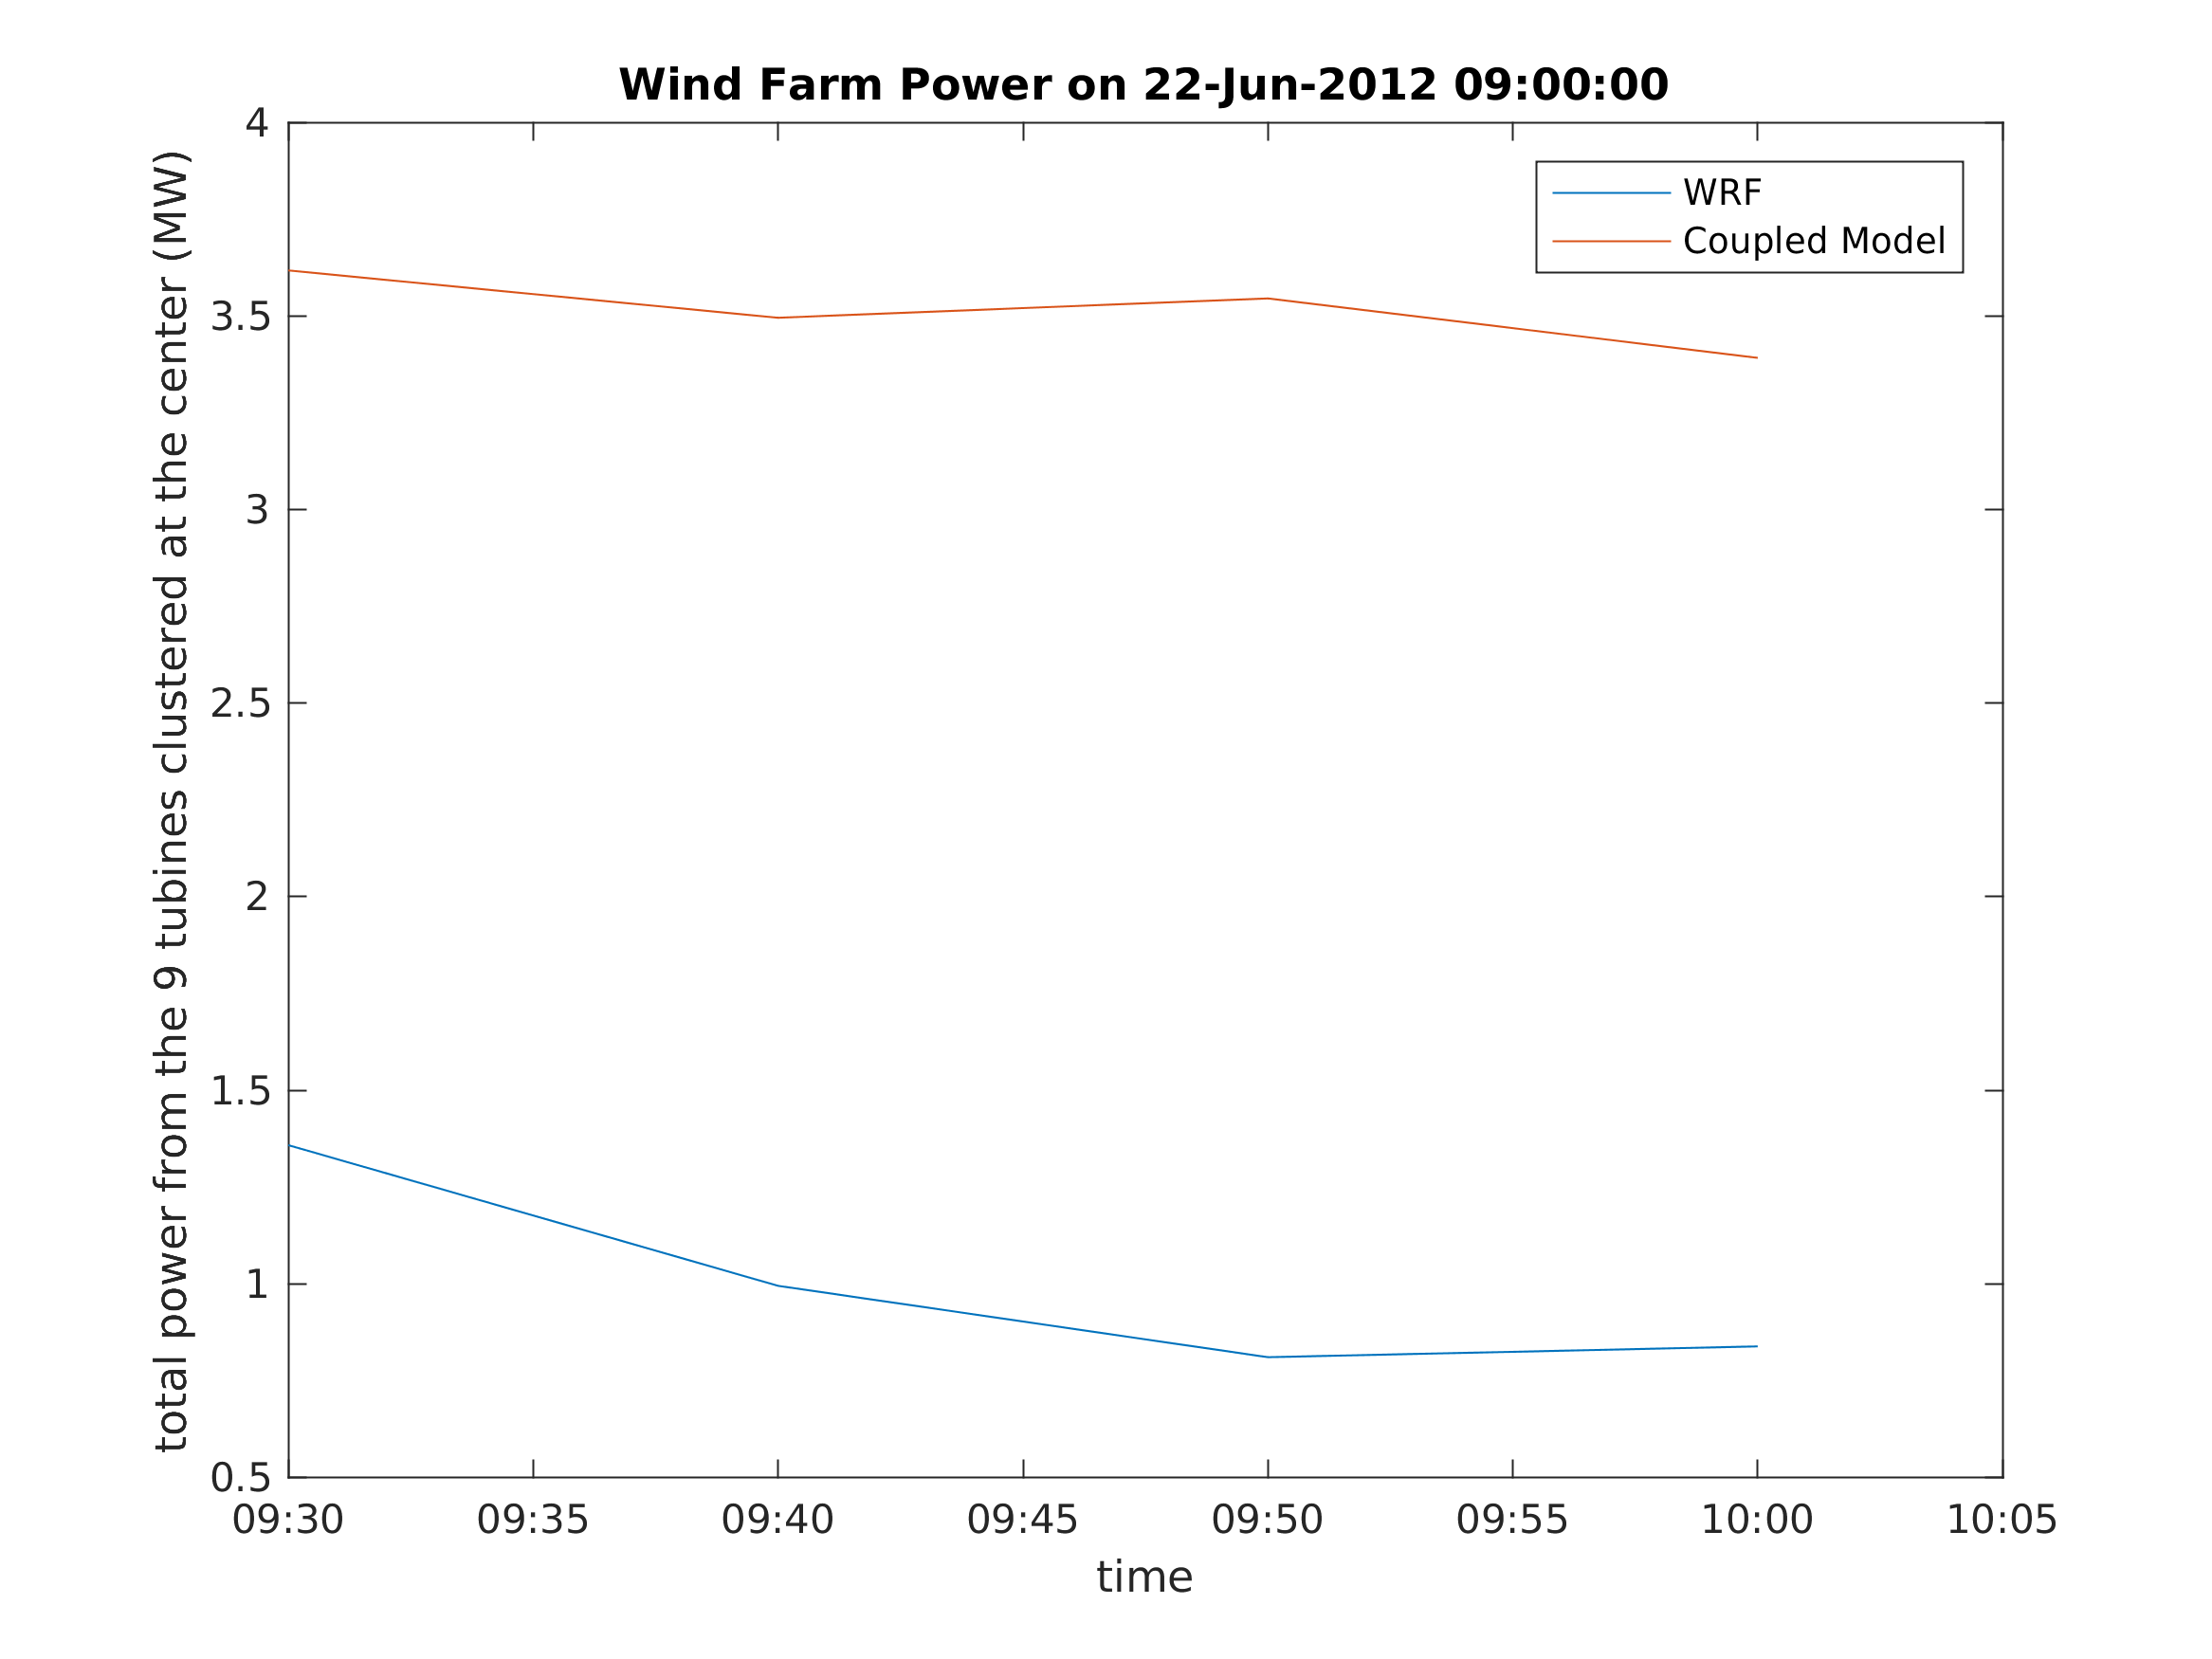 Wind Farm Power on 22-Jun-2012 09:00:00
total power from the 9 tubines clustered at the center (MW)
4
3.5
3
2.5
2
1.5
1
0.5
WRF
Coupled Model
09:30 09:35 09:40 09:45 09:50 09:55 10:00 10:05
time